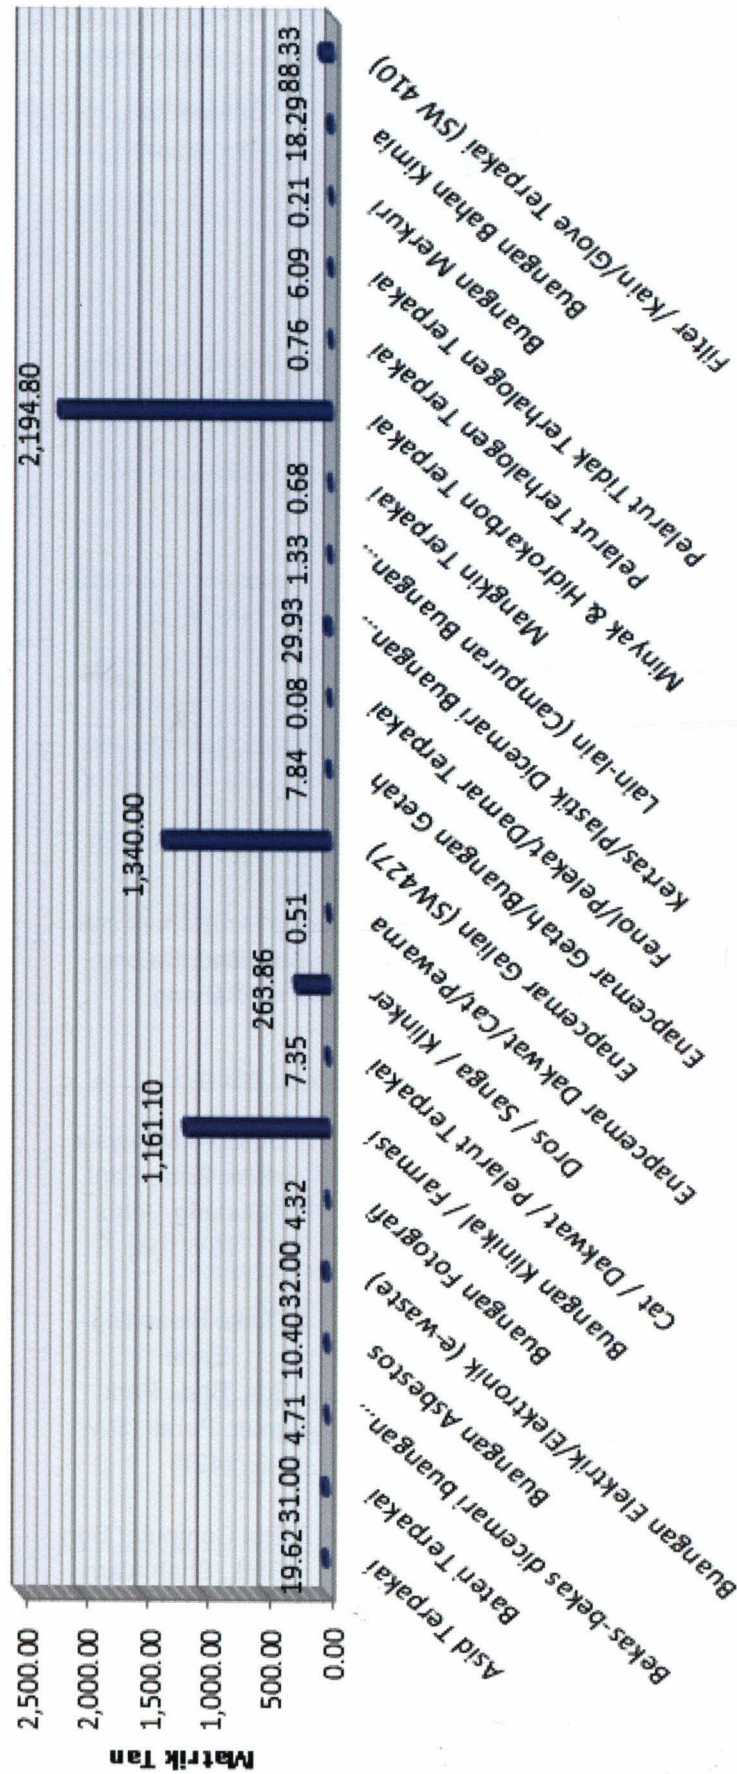 Matrik Tan
2,500.00
2,000.00
1,500.00
1,000.00
500.00
0.00
19.62
31.00
4.71
10.40
32.00
4.32
1,161.10
7.35
263.86
0.51
1,340.00
7.84
0.08
29.93
1.33
0.68
2,194.80
0.76
6.09
0.21
18.29
88.33
Asid Terpakai
Bateri Terpakai
Bekas-bekas dicemari buangan...
Buangan Asbestos
Buangan Elektrik/Elektronik (e-waste)
Buangan Fotografi
Buangan Klinikal / Farmasi
Cat / Dakwat / Pelarut Terpakai
Dros / Sanga / Klinker
Enapcemar Dakwat/Cat/Pewarna
Enapcemar Galian (SW427)
Enapcemar Getah/Buangan Getah
Fenol/Pelekat/Damar Terpakai
Kertas/Plastik Dicemari Buangan...
Lain-lain (Campuran Buangan...
Mangkin Terpakai
Minyak & Hidrokarbon Terpakai
Pelarut Terhalogen Terpakai
Pelarut Tidak Terhalogen Terpakai
Buangan Merkuri
Buangan Bahan Kimia
Filter /Kain/Glove Terpakai (SW 410)